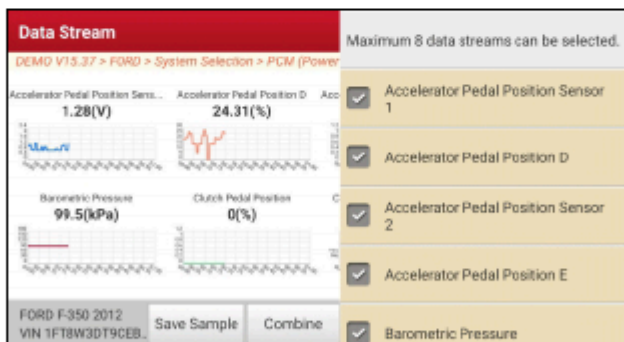 Data Stream
DEMO V15.37 > FORD > System Selection > PCM (Power
Accelerator Pedal Position Sens...
Accelerator Pedal Position D
Acc
1.28(V)
24.31(%)
Barometric Pressure
Clutch Pedal Position
C
99.5(kPa)
0(%)
FORD F-350 2012
VIN 1FT8W3DT9CEB...
Save Sample
Combine
Maximum 8 data streams can be selected.
Accelerator Pedal Position Sensor
1
Accelerator Pedal Position D
Accelerator Pedal Position Sensor
2
Accelerator Pedal Position E
Barometric Pressure